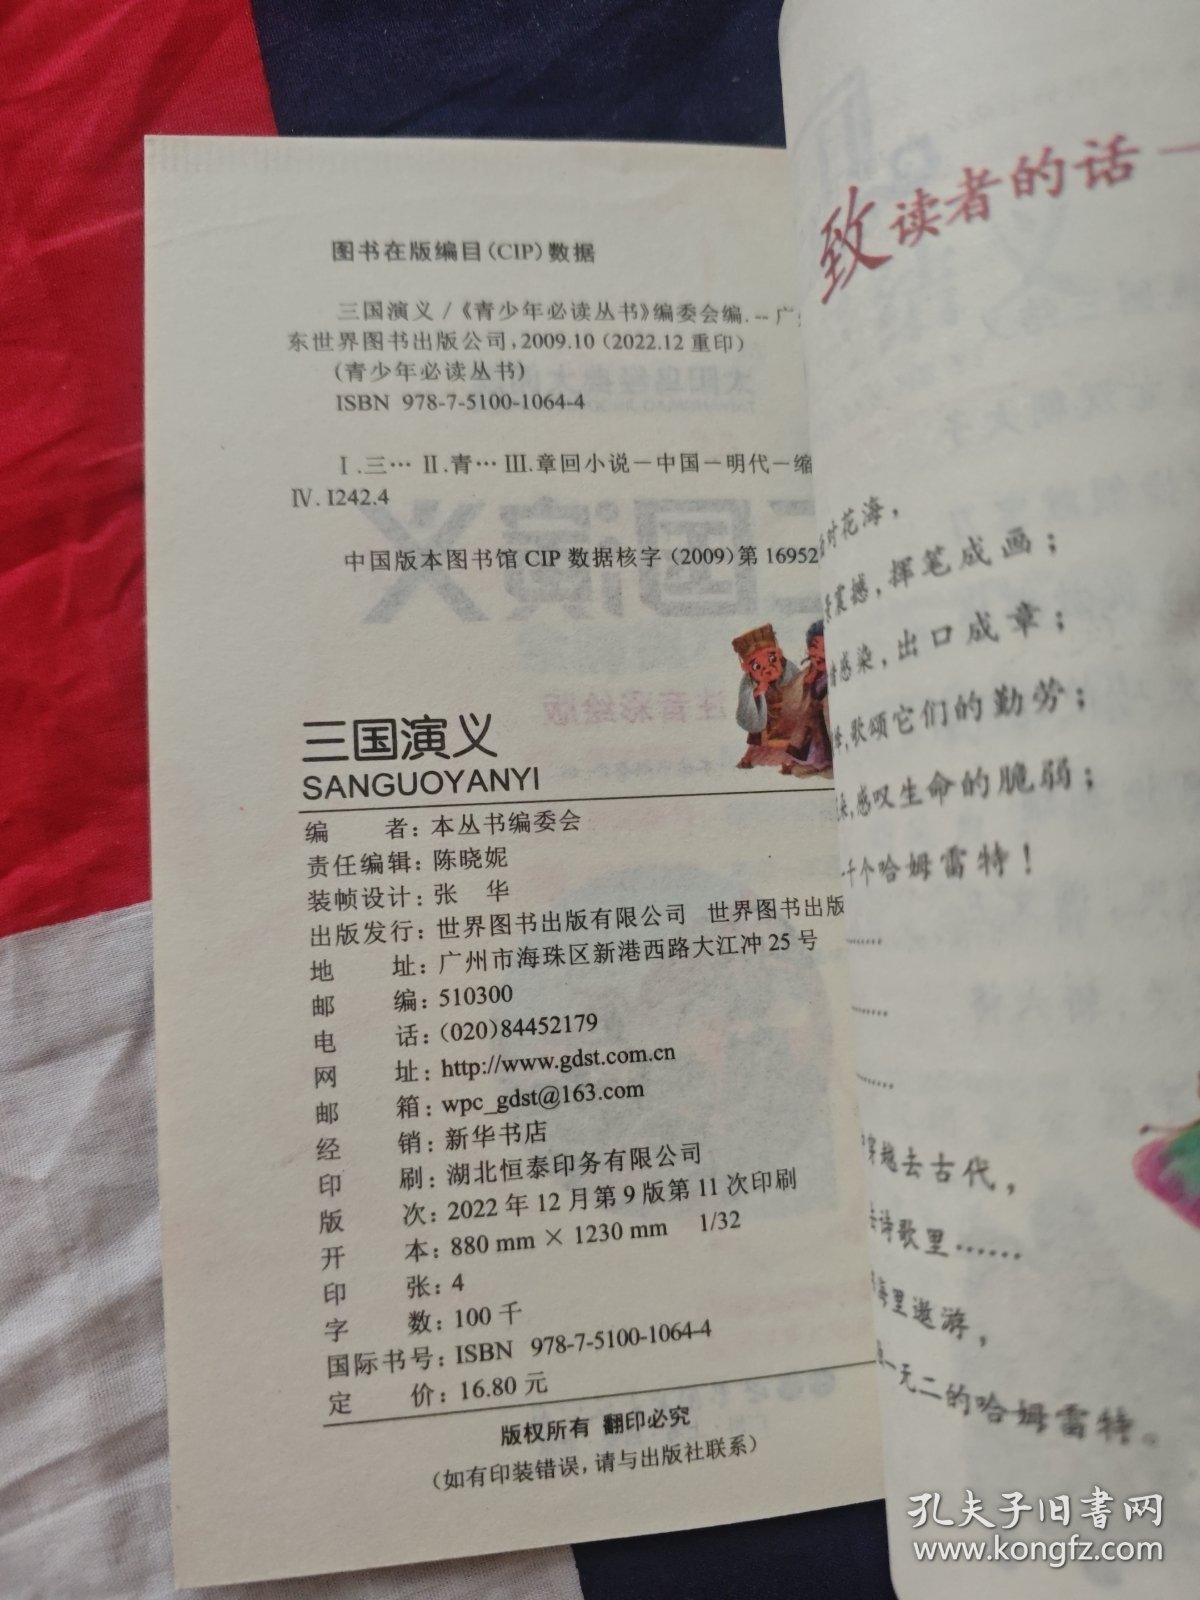 图书在版编目(CIP)数据
三国演义 /《青少年必读丛书》编委会编. -- 广
东世界图书出版公司, 2009.10 (2022.12 重印)
(青少年必读丛书)
ISBN 978-7-5100-1064-4
Ⅰ.三… Ⅱ.青… Ⅲ.章回小说－中国－明代－缩
Ⅳ. I242.4
中国版本图书馆 CIP 数据核字 (2009) 第 16952
三国演义
SANGUOYANYI
编 者: 本丛书编委会
责任编辑: 陈晓妮
装帧设计: 张 华
出版发行: 世界图书出版有限公司 世界图书出版
地 址: 广州市海珠区新港西路大江冲 25 号
邮 编: 510300
电 话: (020)84452179
网 址: http://www.gdst.com.cn
邮 箱: wpc_gdst@163.com
经 销: 新华书店
印 刷: 湖北恒泰印务有限公司
版 次: 2022 年 12 月第 9 版第 11 次印刷
开 本: 880 mm × 1230 mm 1/32
印 张: 4
字 数: 100 千
国际书号: ISBN 978-7-5100-1064-4
定 价: 16.80 元
版权所有 翻印必究
(如有印装错误, 请与出版社联系)
致读者的话
对花海，
震撼，挥笔成画；
感染，出口成章；
歌颂它们的勤劳；
感叹生命的脆弱；
千个哈姆雷特！
……
……
……
穿越去古代，
去诗歌里……
海里遨游，
一无二的哈姆雷特。
孔夫子旧书网
www.kongfz.com